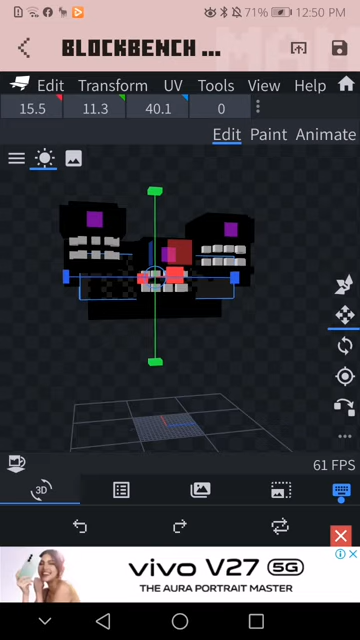 71% 12:50 PM
BLOCKBENCH ...
Edit Transform UV Tools View Help
15.5 11.3 40.1 0
Edit Paint Animate
61 FPS
3D
vivo V27 5G
THE AURA PORTRAIT MASTER